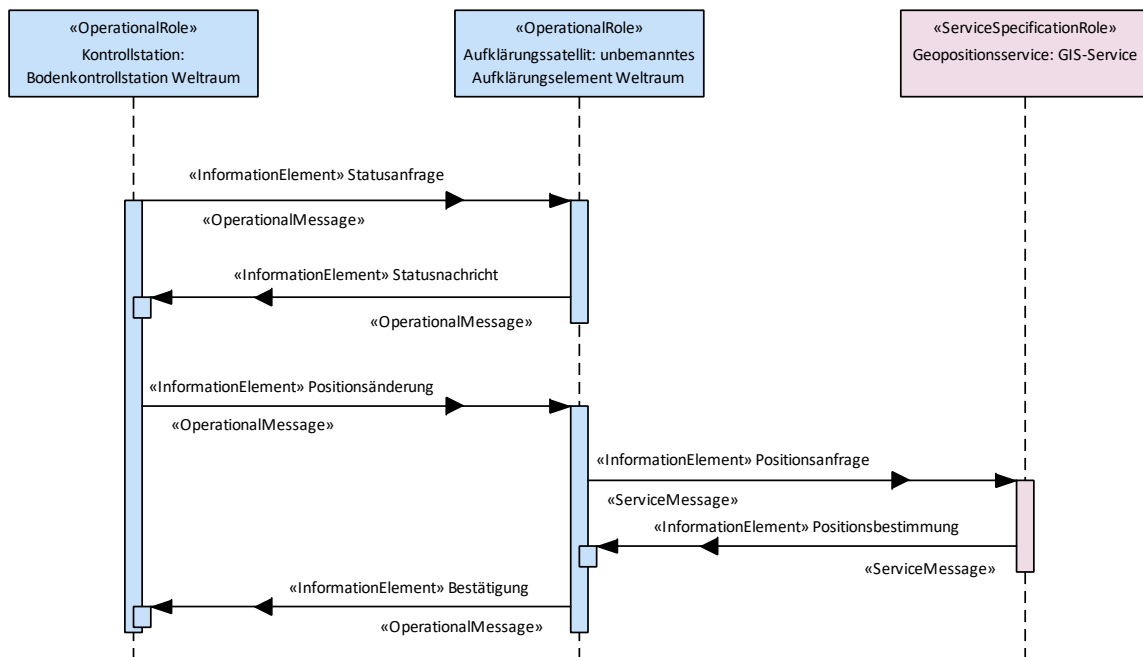 «OperationalRole»
Kontrollstation:
Bodenkontrollstation Weltraum
«OperationalRole»
Aufklärungssatellit: unbemanntes
Aufklärungselement Weltraum
«ServiceSpecificationRole»
Geopositionsservice: GIS-Service
«InformationElement» Statusanfrage
«OperationalMessage»
«InformationElement» Statusnachricht
«OperationalMessage»
«InformationElement» Positionsänderung
«OperationalMessage»
«InformationElement» Positionsanfrage
«ServiceMessage»
«InformationElement» Positionsbestimmung
«ServiceMessage»
«InformationElement» Bestätigung
«OperationalMessage»